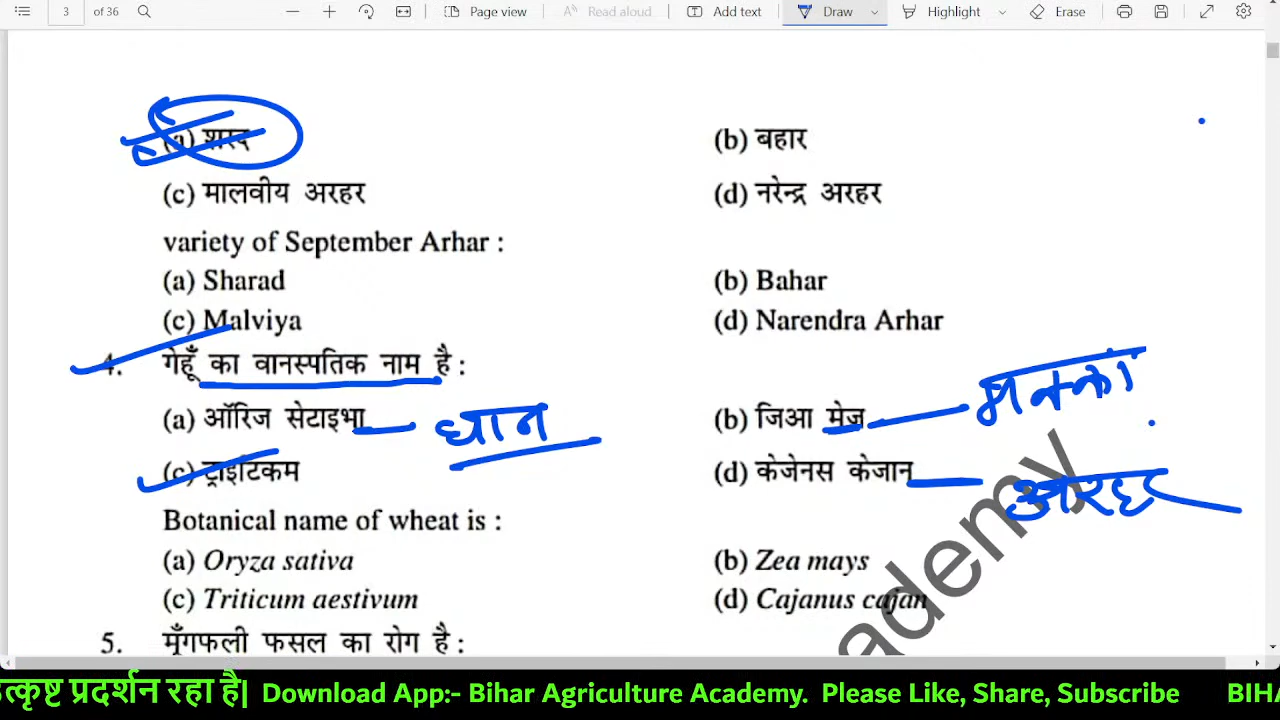 3 of 36 Page view Read aloud Add text Draw Highlight Erase
(a) शरद (b) बहार
(c) मालवीय अरहर (d) नरेन्द्र अरहर
variety of September Arhar :
(a) Sharad (b) Bahar
(c) Malviya (d) Narendra Arhar
4. गेहूँ का वानस्पतिक नाम है :
(a) ऑरिज सेटाइभा धान (b) जिआ मेज मक्का
(c) ट्राइटिकम (d) केजेनस केजान अरहर
Botanical name of wheat is :
(a) Oryza sativa (b) Zea mays
(c) Triticum aestivum (d) Cajanus cajan
5. मूँगफली फसल का रोग है :
ademy
त्कृष्ट प्रदर्शन रहा है| Download App:- Bihar Agriculture Academy. Please Like, Share, Subscribe BIHA